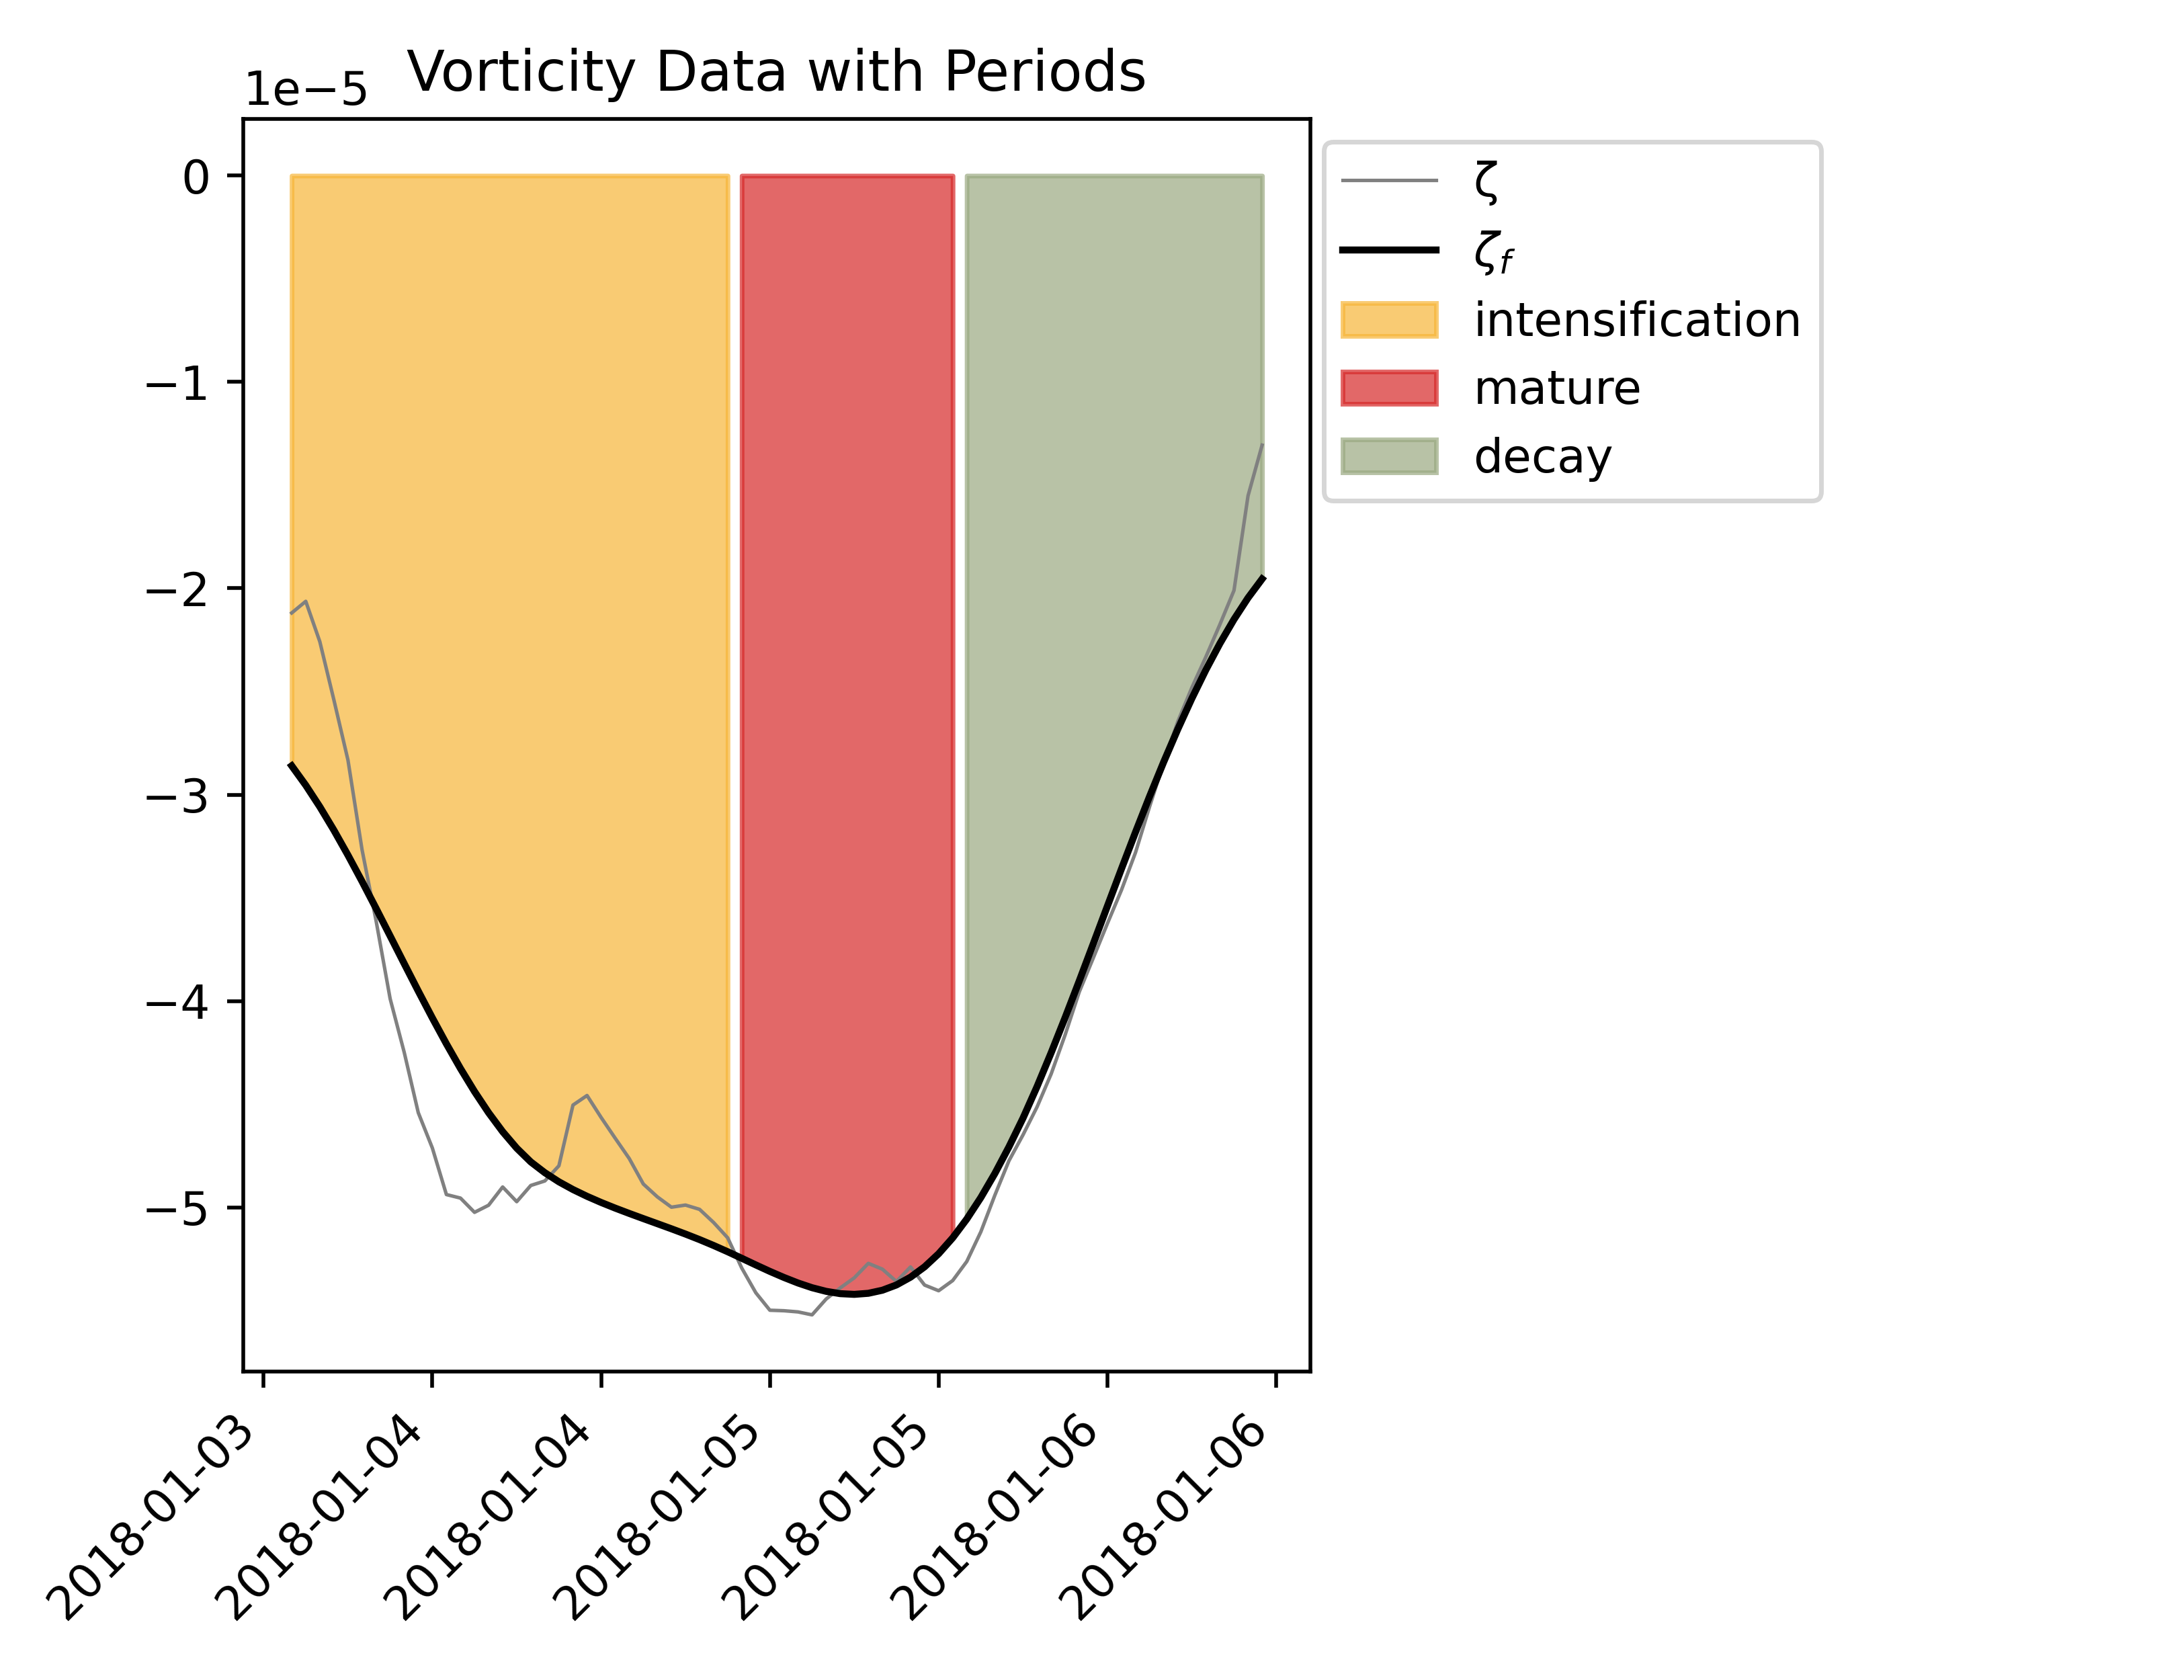 Vorticity Data with Periods
1e−5
0
−1
−2
−3
−4
−5
2018-01-03
2018-01-04
2018-01-04
2018-01-05
2018-01-05
2018-01-06
2018-01-06
ζ
ζf
intensification
mature
decay